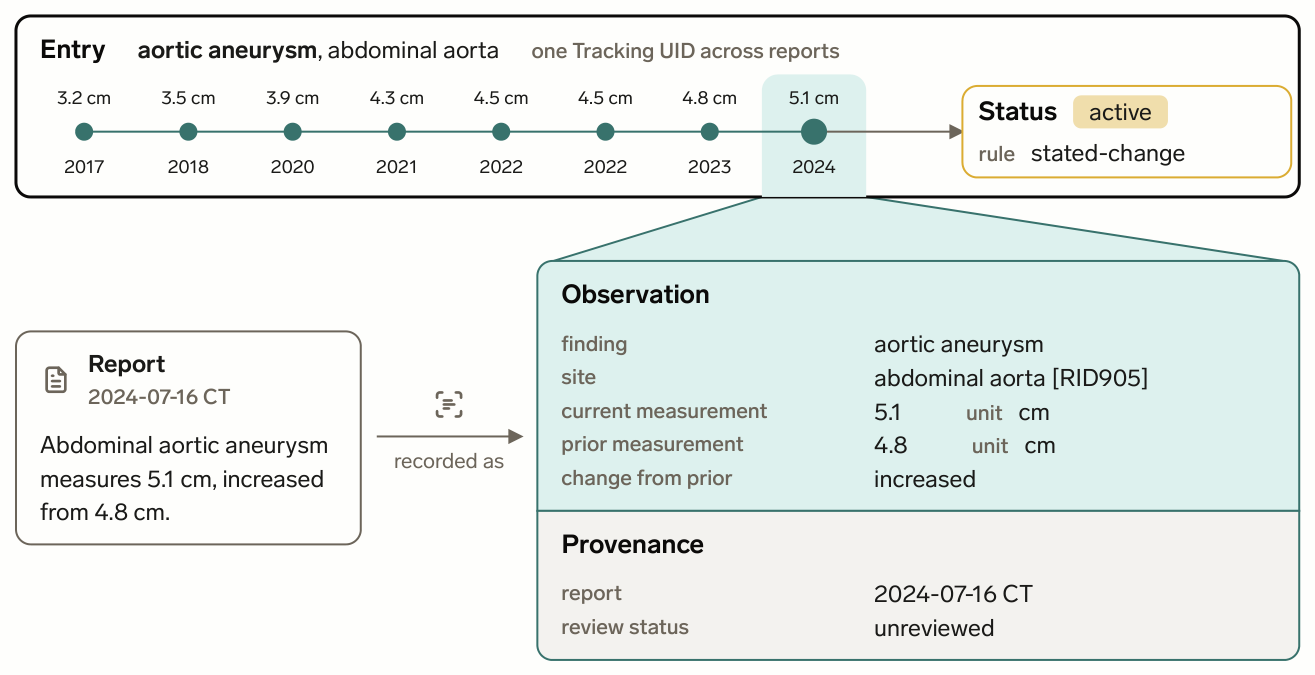 Entry aortic aneurysm, abdominal aorta one Tracking UID across reports
3.2 cm 3.5 cm 3.9 cm 4.3 cm 4.5 cm 4.5 cm 4.8 cm 5.1 cm
2017 2018 2020 2021 2022 2022 2023 2024
Status active
rule stated-change
Report
2024-07-16 CT
Abdominal aortic aneurysm
measures 5.1 cm, increased
from 4.8 cm.
recorded as
Observation
finding aortic aneurysm
site abdominal aorta [RID905]
current measurement 5.1 unit cm
prior measurement 4.8 unit cm
change from prior increased
Provenance
report 2024-07-16 CT
review status unreviewed